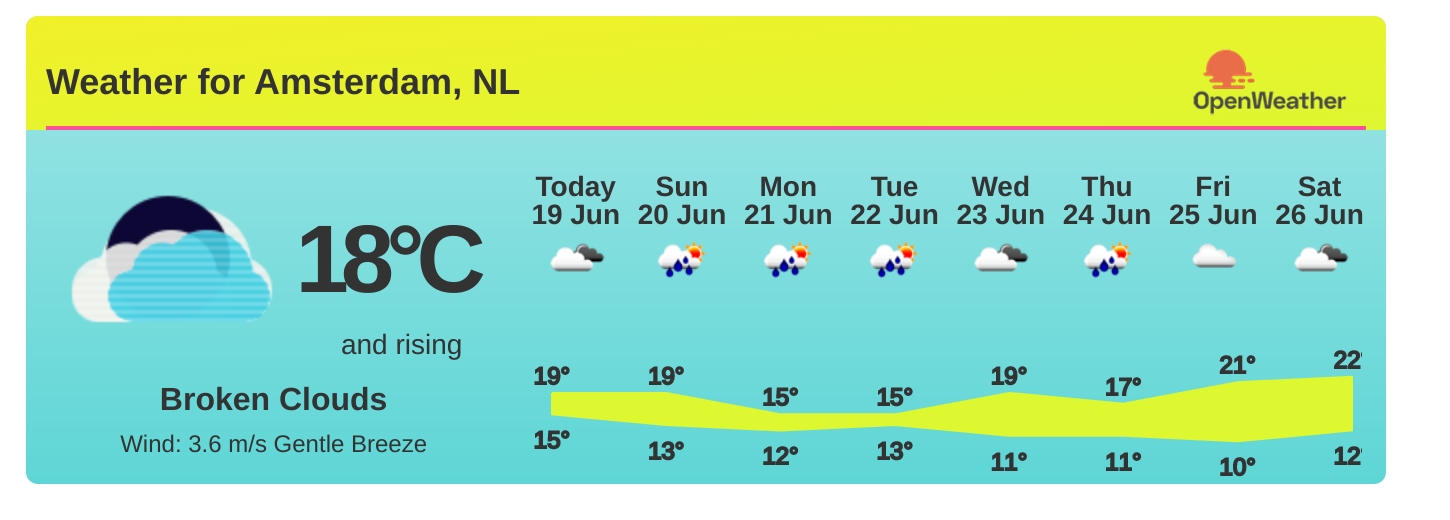 Weather for Amsterdam, NL
OpenWeather
Today Sun Mon Tue Wed Thu Fri Sat
19 Jun 20 Jun 21 Jun 22 Jun 23 Jun 24 Jun 25 Jun 26 Jun
18°C
and rising
Broken Clouds
Wind: 3.6 m/s Gentle Breeze
19° 19° 15° 15° 19° 17° 21° 22°
15° 13° 12° 13° 11° 11° 10° 12°